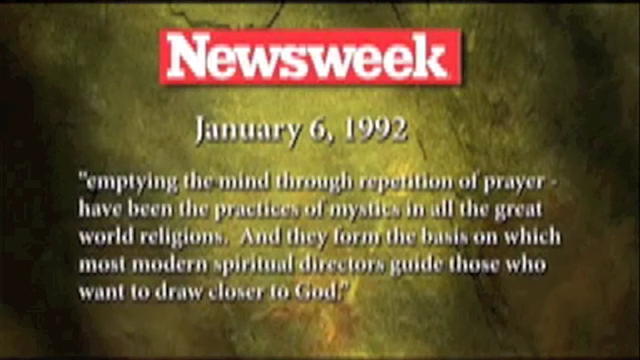 Newsweek
January 6, 1992
"emptying the mind through repetition of prayer -
have been the practices of mystics in all the great
world religions. And they form the basis on which
most modern spiritual directors guide those who
want to draw closer to God."